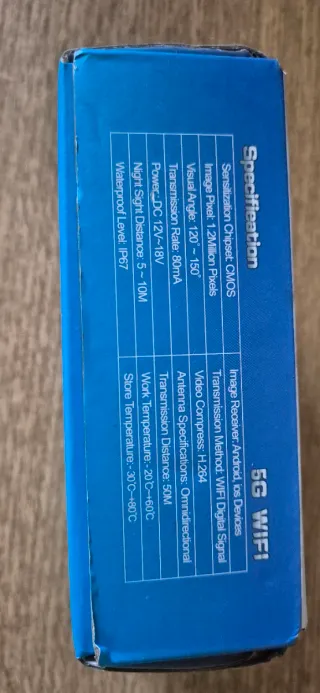 Specification
5G WIFI
Sensitization Chipset: CMOS
Image Receiver: Android, Ios Devices
Image Pixel: 1.2Million Pixels
Transmission Method: WIFI Digital Signal
Visual Angle: 120° ~ 150°
Video Compress: H.264
Transmission Rate: 80mA
Antenna Specifications: Omnidirectional
Power: DC 12V~18V
Transmission Distance: 50M
Night Sight Distance: 5 ~ 10M
Work Temperature: - 20℃~+60℃
Waterproof Level: IP67
Store Temperature: - 30℃~+80℃